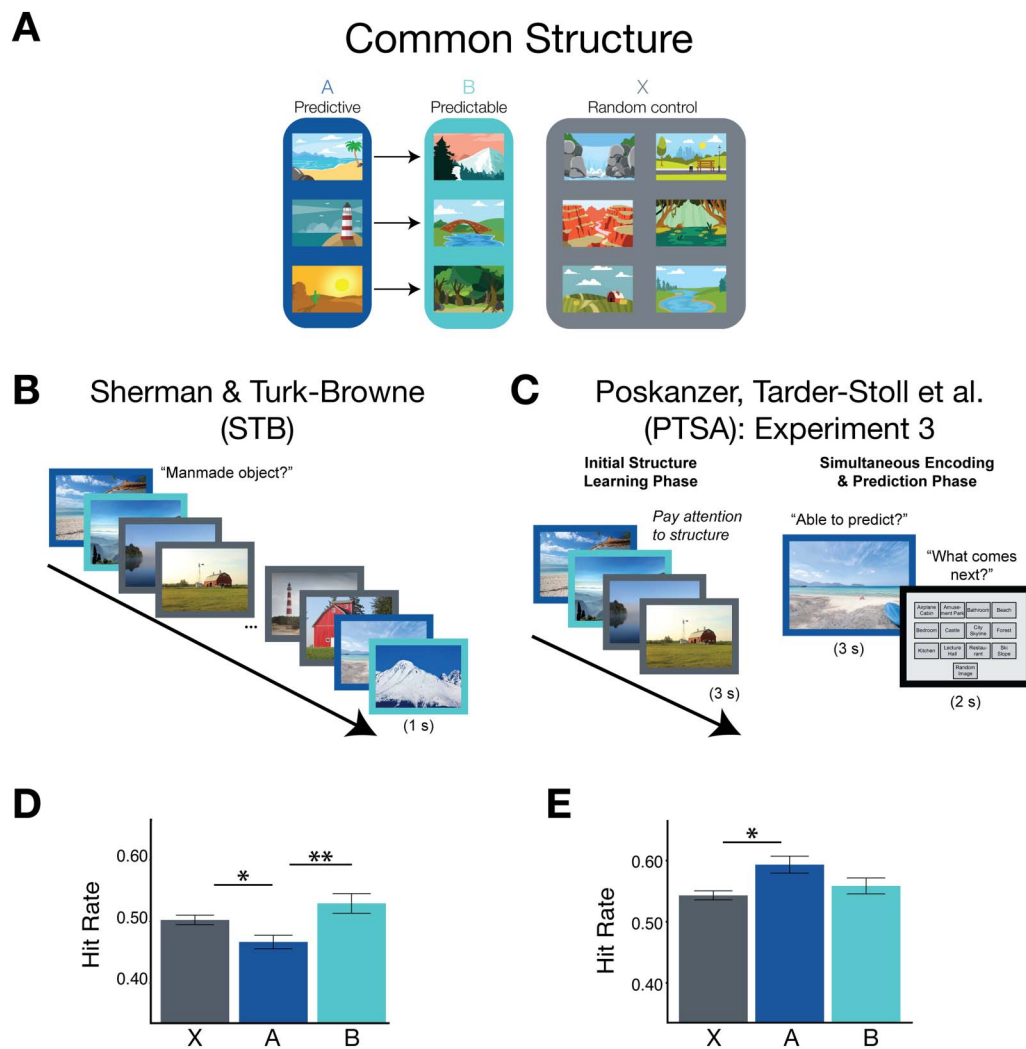 A
Common Structure
A
Predictive
B
Predictable
X
Random control
B
Sherman & Turk-Browne
(STB)
"Manmade object?"
...
(1 s)
C
Poskanzer, Tarder-Stoll et al.
(PTSA): Experiment 3
Initial Structure
Learning Phase
Pay attention
to structure
(3 s)
Simultaneous Encoding
& Prediction Phase
"Able to predict?"
(3 s)
"What comes
next?"
Airplane
Cabin
Amuse-
ment Park
Bathroom
Beach
Bedroom
Castle
City
Skyline
Forest
Kitchen
Lecture
Hall
Restau-
rant
Ski
Slope
Random
Image
(2 s)
D
Hit Rate
0.60
0.50
0.40
*
**
X
A
B
E
Hit Rate
0.60
0.50
0.40
*
X
A
B